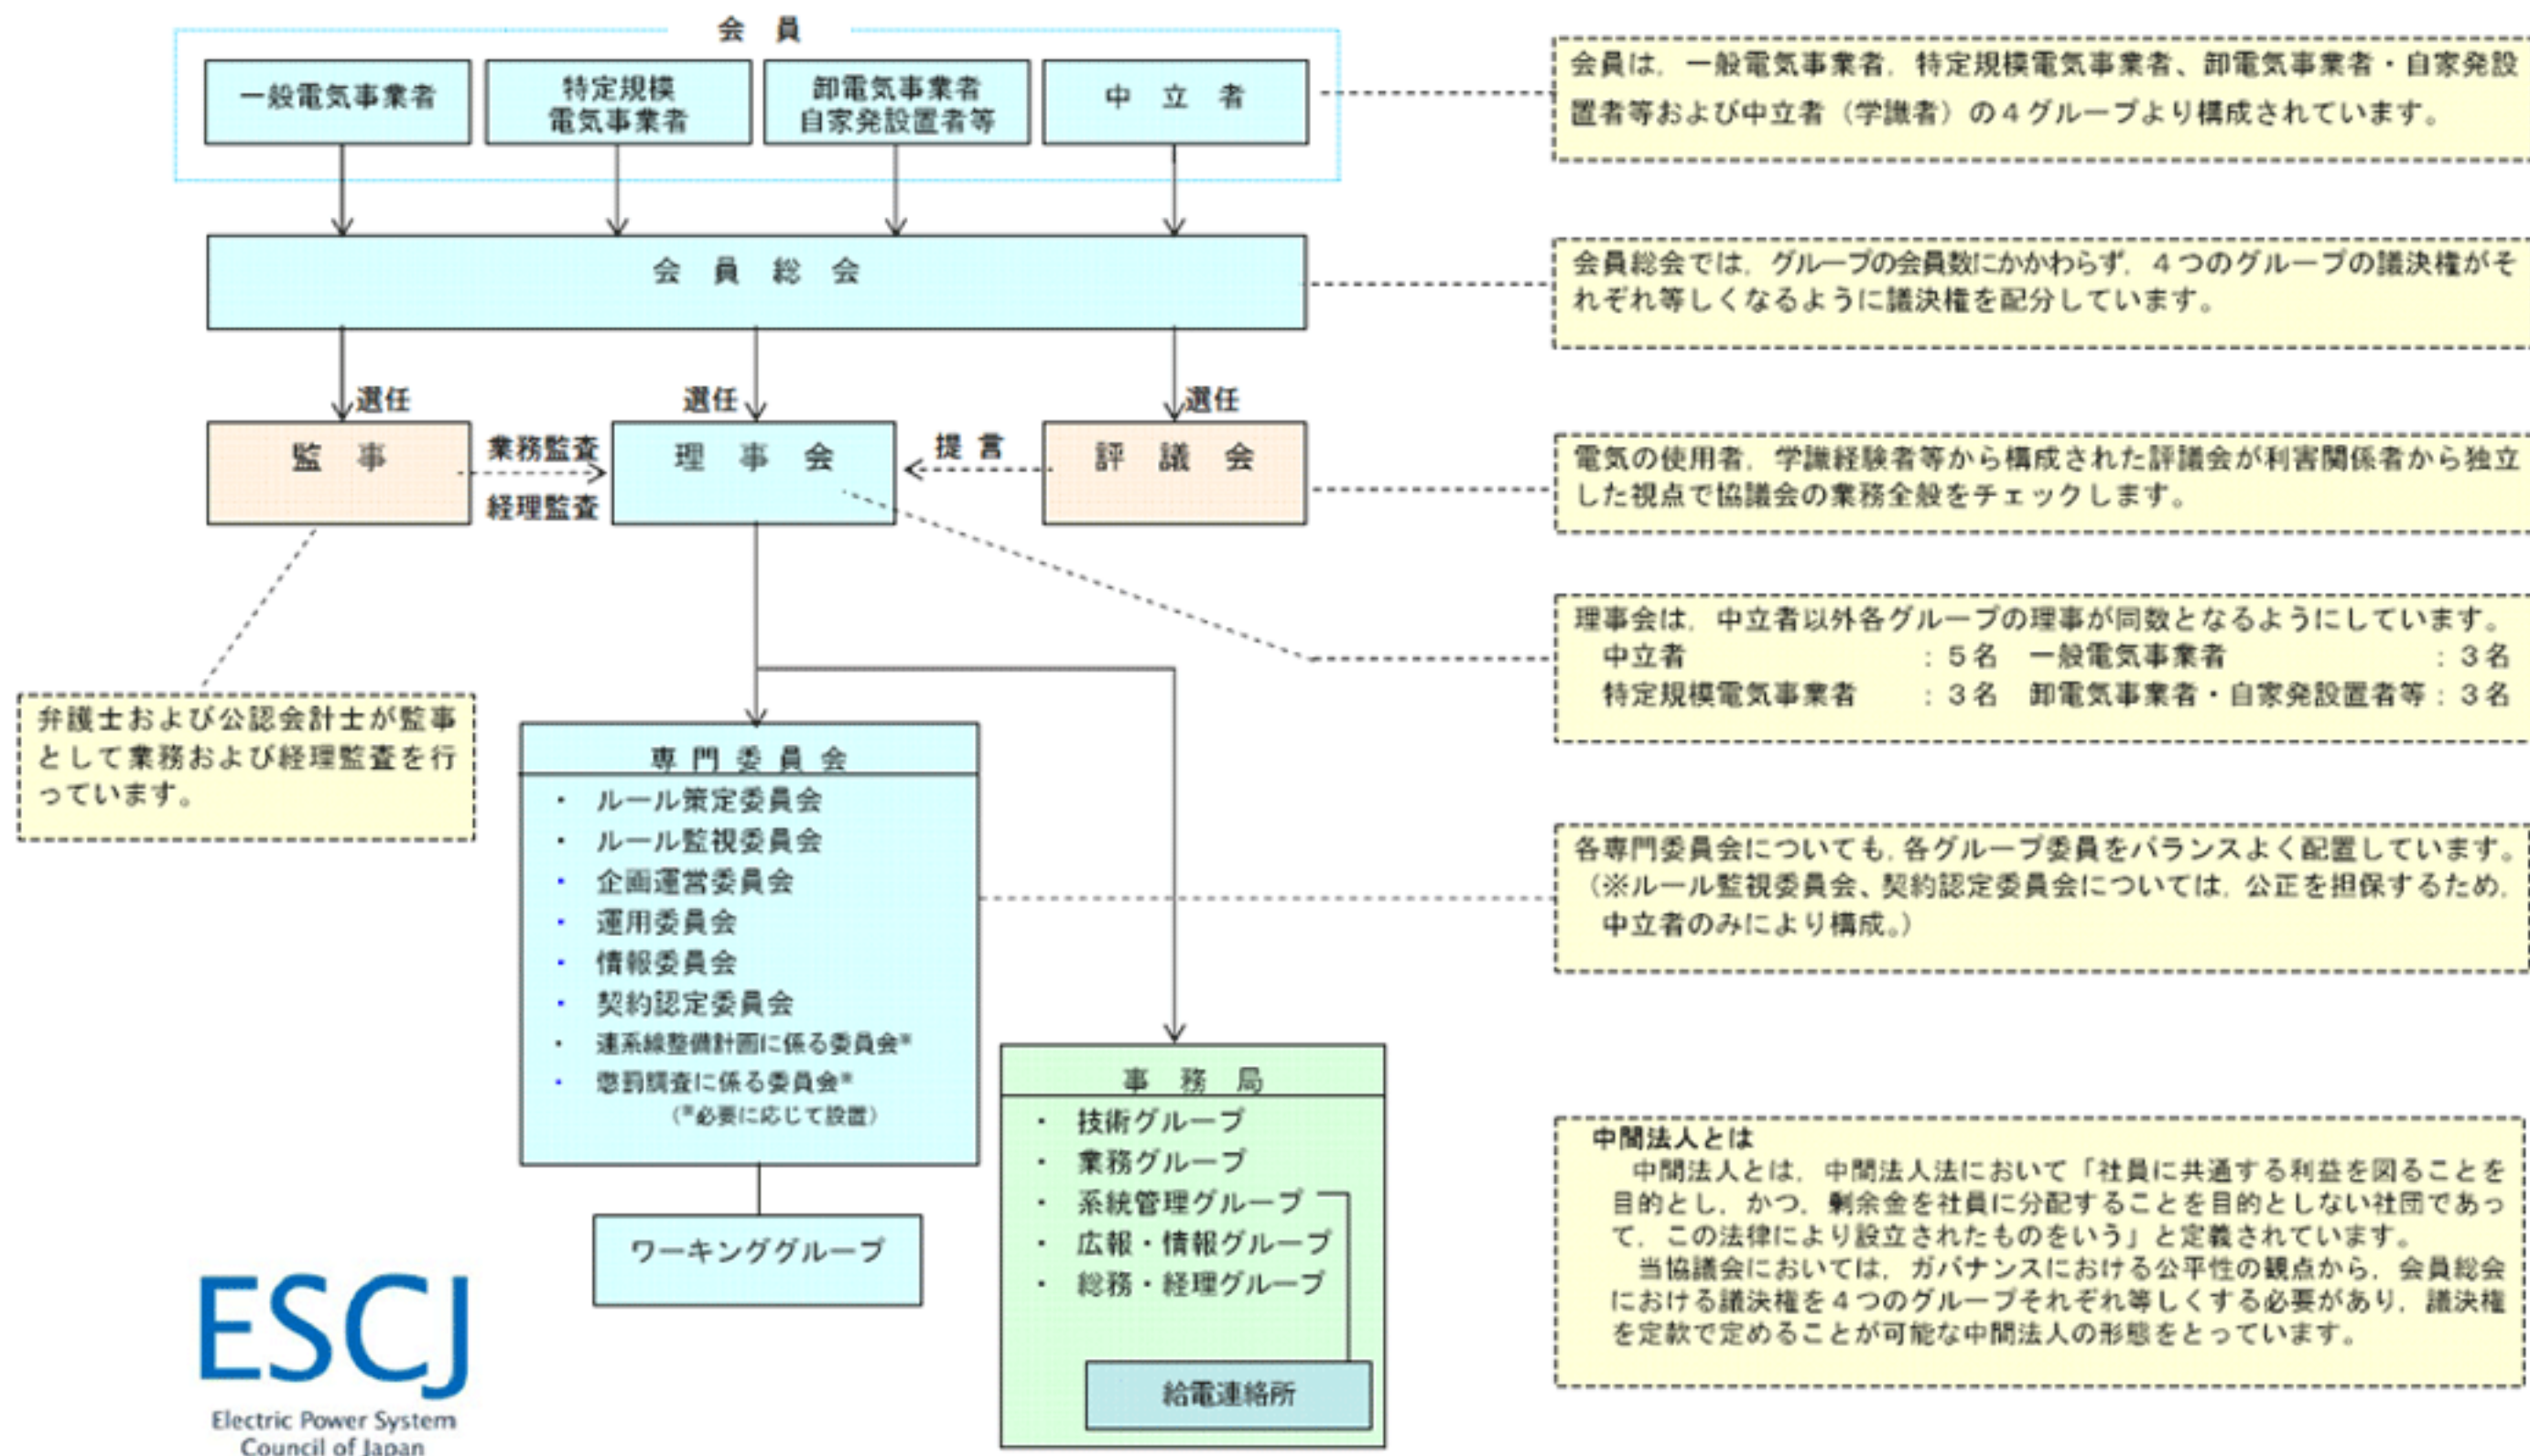 会 員
一般電気事業者
特定規模
電気事業者
卸電気事業者
自家発設置者等
中 立 者
会員は，一般電気事業者，特定規模電気事業者、卸電気事業者・自家発設
置者等および中立者（学識者）の４グループより構成されています。
会 員 総 会
会員総会では，グループの会員数にかかわらず，４つのグループの議決権がそ
れぞれ等しくなるように議決権を配分しています。
選任
選任
選任
監 事
業務監査
経理監査
理 事 会
提 言
評 議 会
電気の使用者，学識経験者等から構成された評議会が利害関係者から独立
した視点で協議会の業務全般をチェックします。
理事会は，中立者以外各グループの理事が同数となるようにしています。
中立者 ：５名 一般電気事業者 ：３名
特定規模電気事業者 ：３名 卸電気事業者・自家発設置者等：３名
弁護士および公認会計士が監事
として業務および経理監査を行
っています。
専 門 委 員 会
・ ルール策定委員会
・ ルール監視委員会
・ 企画運営委員会
・ 運用委員会
・ 情報委員会
・ 契約認定委員会
・ 連系線整備計画に係る委員会※
・ 懲罰調査に係る委員会※
（※必要に応じて設置）
各専門委員会についても，各グループ委員をバランスよく配置しています。
（※ルール監視委員会、契約認定委員会については，公正を担保するため，
中立者のみにより構成。）
ワーキンググループ
事 務 局
・ 技術グループ
・ 業務グループ
・ 系統管理グループ
・ 広報・情報グループ
・ 総務・経理グループ
給電連絡所
中間法人とは
中間法人とは，中間法人法において「社員に共通する利益を図ることを
目的とし，かつ，剰余金を社員に分配することを目的としない社団であっ
て，この法律により設立されたものをいう」と定義されています。
当協議会においては，ガバナンスにおける公平性の観点から，会員総会
における議決権を４つのグループそれぞれ等しくする必要があり，議決権
を定款で定めることが可能な中間法人の形態をとっています。
ESCJ
Electric Power System
Council of Japan